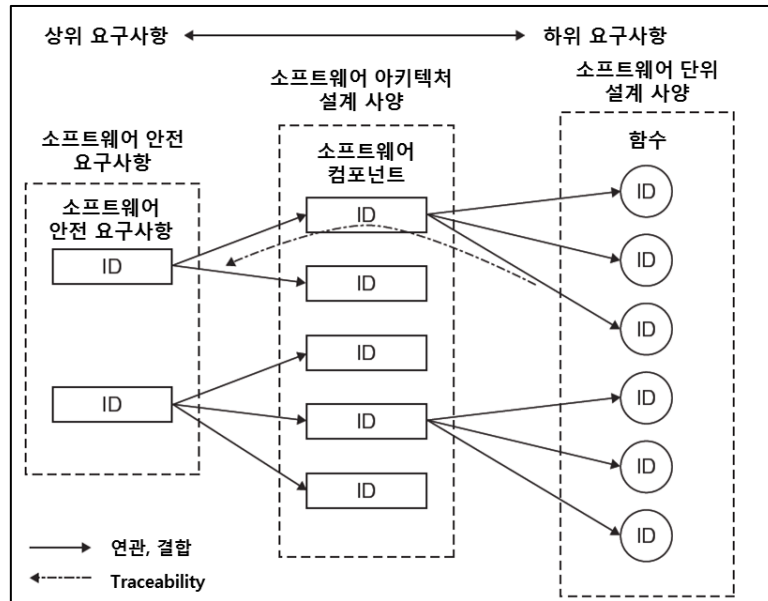 상위 요구사항
하위 요구사항
소프트웨어 안전
요구사항
소프트웨어
안전 요구사항
ID
ID
소프트웨어 아키텍처
설계 사양
소프트웨어
컴포넌트
ID
ID
ID
ID
ID
소프트웨어 단위
설계 사양
함수
ID
ID
ID
ID
ID
ID
연관, 결합
Traceability